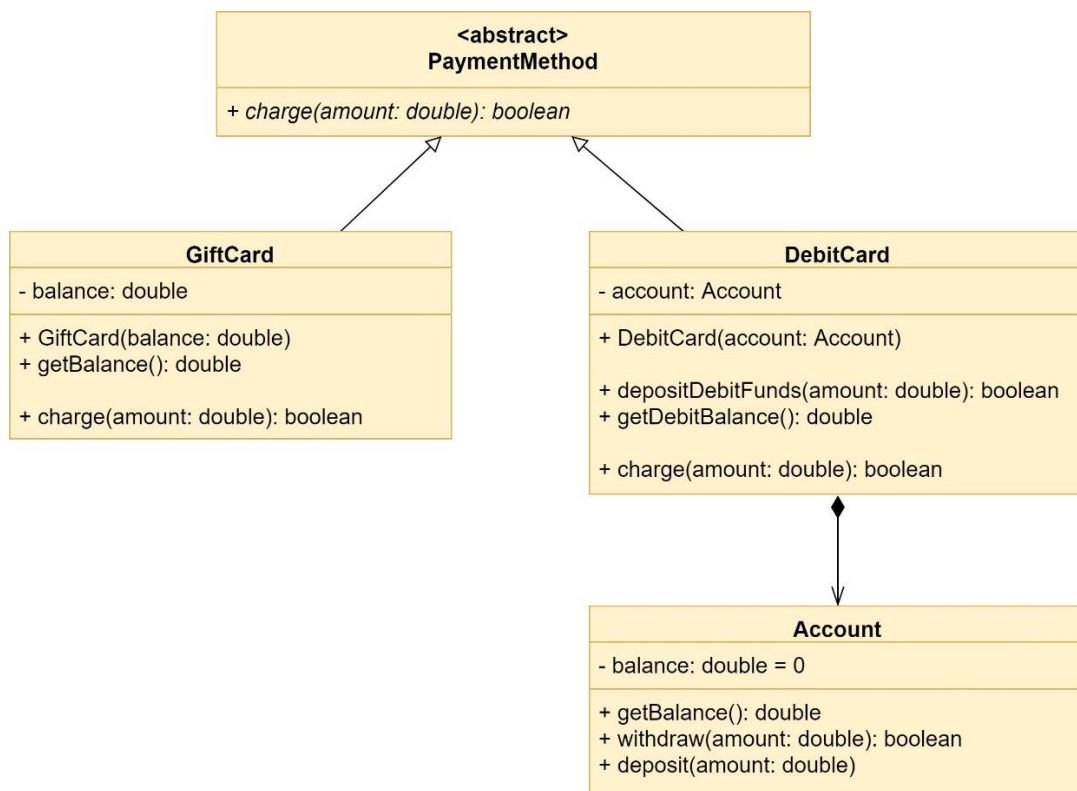 <abstract>
PaymentMethod
+ charge(amount: double): boolean
GiftCard
- balance: double
+ GiftCard(balance: double)
+ getBalance(): double
+ charge(amount: double): boolean
DebitCard
- account: Account
+ DebitCard(account: Account)
+ depositDebitFunds(amount: double): boolean
+ getDebitBalance(): double
+ charge(amount: double): boolean
Account
- balance: double = 0
+ getBalance(): double
+ withdraw(amount: double): boolean
+ deposit(amount: double)